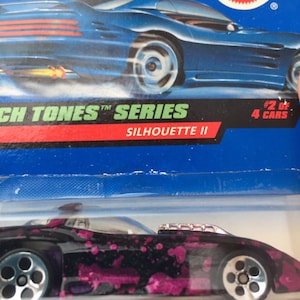 CH TONES™ SERIES
SILHOUETTE II
#2 OF
4 CARS